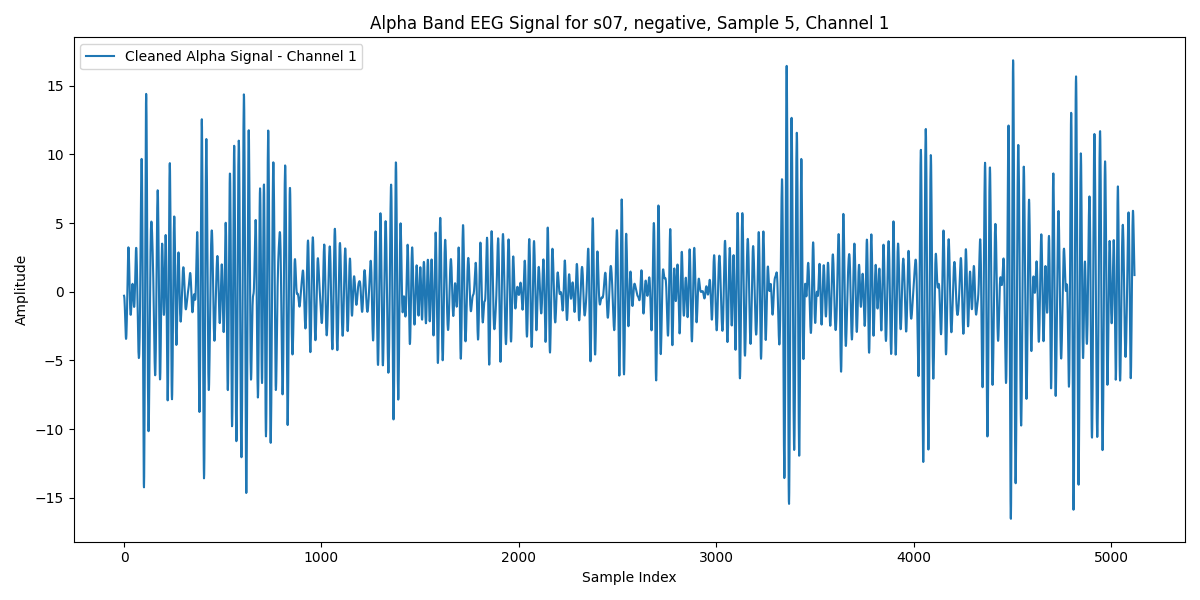 Alpha Band EEG Signal for s07, negative, Sample 5, Channel 1
Cleaned Alpha Signal - Channel 1
Amplitude
15
10
5
0
−5
−10
−15
0 1000 2000 3000 4000 5000
Sample Index